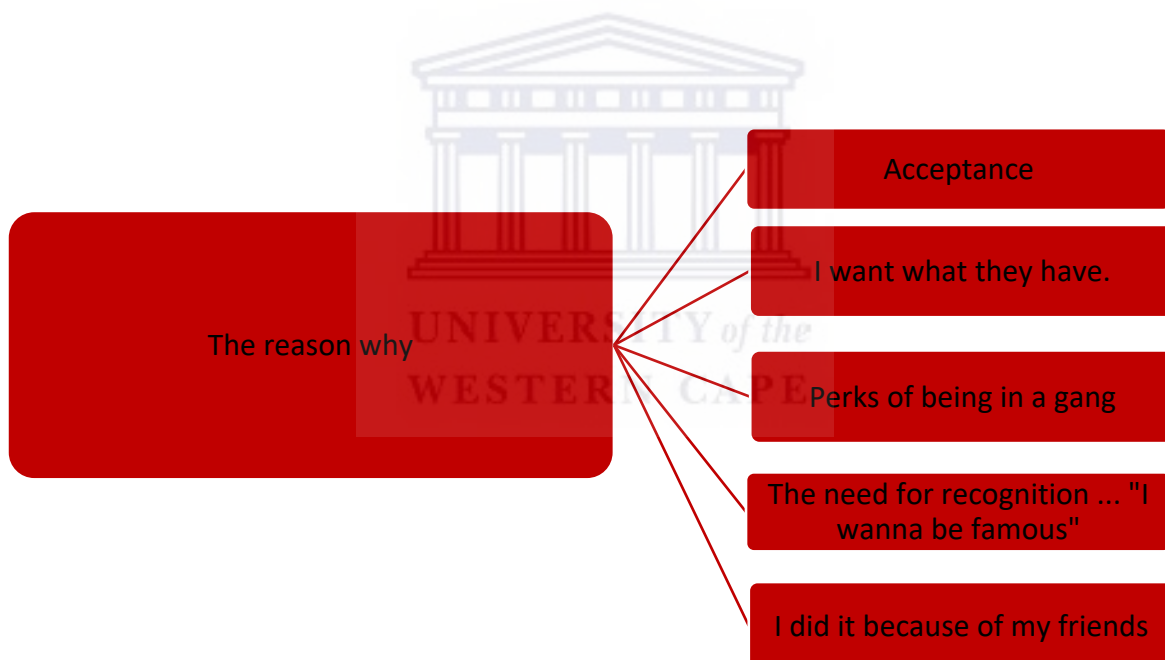 The reason why
Acceptance
I want what they have.
Perks of being in a gang
The need for recognition ... "I
wanna be famous"
I did it because of my friends
UNIVERSITY of the
WESTERN CAPE